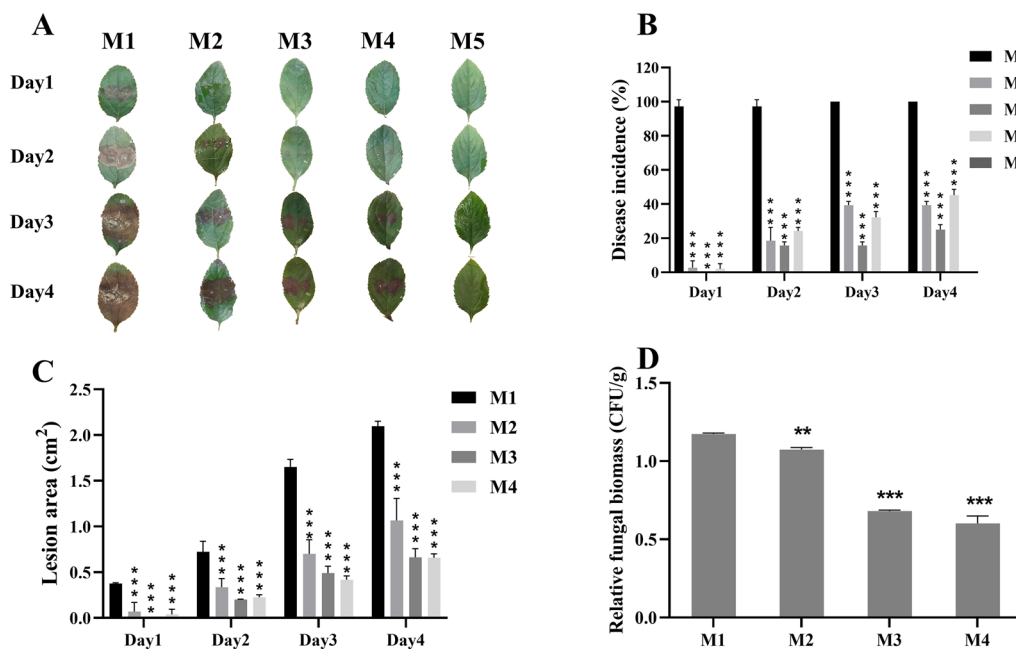 A
M1 M2 M3 M4 M5
Day1
Day2
Day3
Day4
B
Disease incidence (%)
120
100
80
60
40
20
0
*** *** ***
*** *** ***
*** *** ***
*** *** ***
Day1 Day2 Day3 Day4
M
M
M
M
M
C
Lesion area (cm²)
2.5
2.0
1.5
1.0
0.5
0.0
*** *** ***
*** *** ***
*** *** ***
*** *** ***
Day1 Day2 Day3 Day4
M1
M2
M3
M4
D
Relative fungal biomass (CFU/g)
1.5
1.0
0.5
0.0
** *** ***
M1 M2 M3 M4